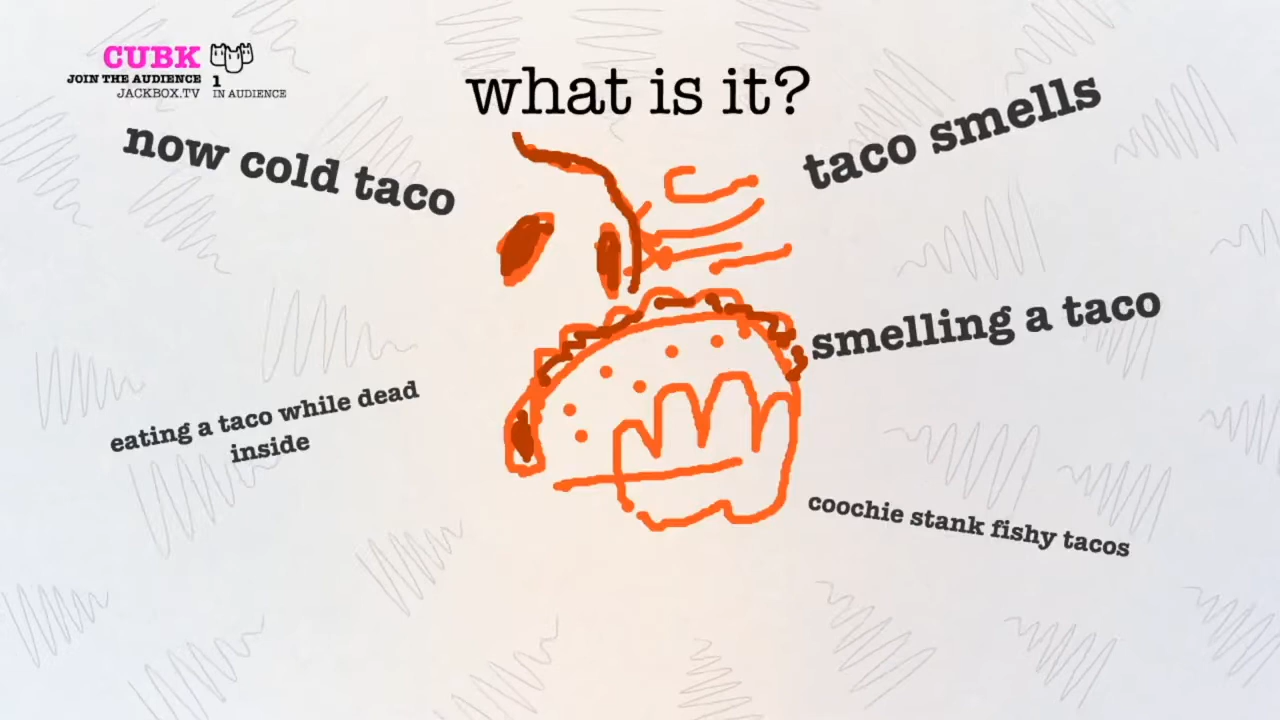 CUBK
JOIN THE AUDIENCE
JACKBOX.TV
1
IN AUDIENCE
what is it?
now cold taco
taco smells
smelling a taco
eating a taco while dead
inside
coochie stank fishy tacos